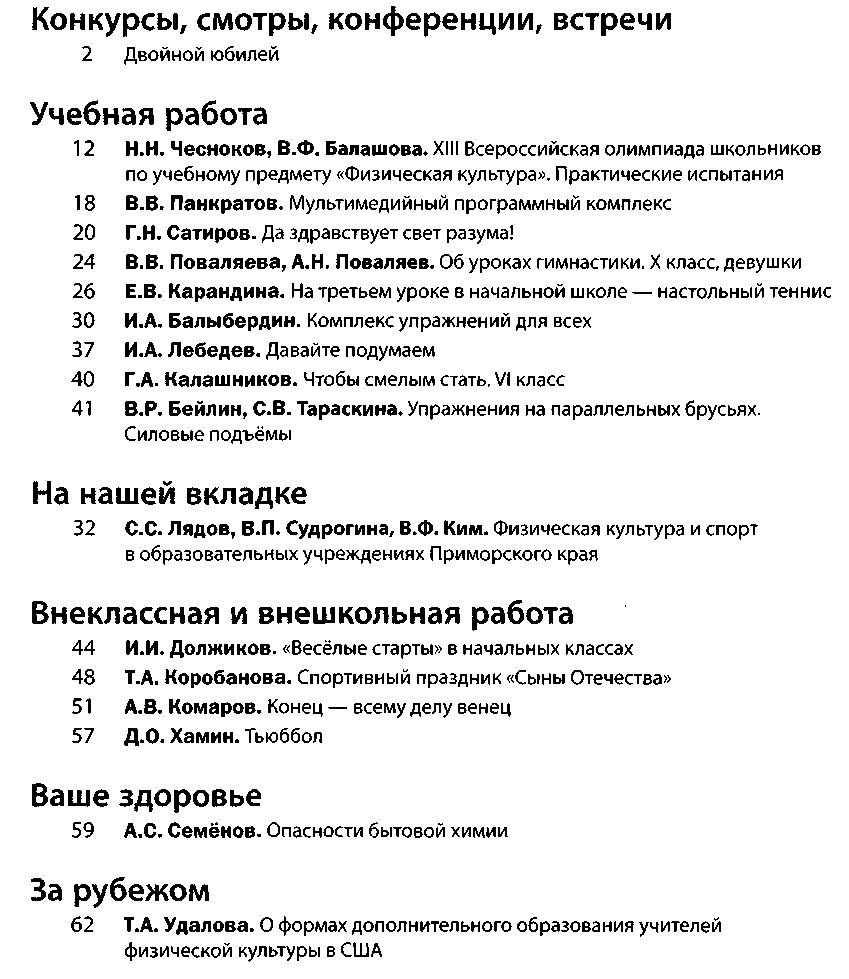 Конкурсы, смотры, конференции, встречи
2 Двойной юбилей
Учебная работа
12 Н.Н. Чесноков, В.Ф. Балашова. XIII Всероссийская олимпиада школьников
по учебному предмету «Физическая культура». Практические испытания
18 В.В. Панкратов. Мультимедийный программный комплекс
20 Г.Н. Сатиров. Да здравствует свет разума!
24 В.В. Поваляева, А.Н. Поваляев. Об уроках гимнастики. X класс, девушки
26 Е.В. Карандина. На третьем уроке в начальной школе — настольный теннис
30 И.А. Балыбердин. Комплекс упражнений для всех
37 И.А. Лебедев. Давайте подумаем
40 Г.А. Калашников. Чтобы смелым стать. VI класс
41 В.Р. Бейлин, С.В. Тараскина. Упражнения на параллельных брусьях.
Силовые подъёмы
На нашей вкладке
32 С.С. Лядов, В.П. Судрогина, В.Ф. Ким. Физическая культура и спорт
в образовательных учреждениях Приморского края
Внеклассная и внешкольная работа
44 И.И. Должиков. «Весёлые старты» в начальных классах
48 Т.А. Коробанова. Спортивный праздник «Сыны Отечества»
51 А.В. Комаров. Конец — всему делу венец
57 Д.О. Хамин. Тьюббол
Ваше здоровье
59 А.С. Семёнов. Опасности бытовой химии
За рубежом
62 Т.А. Удалова. О формах дополнительного образования учителей
физической культуры в США